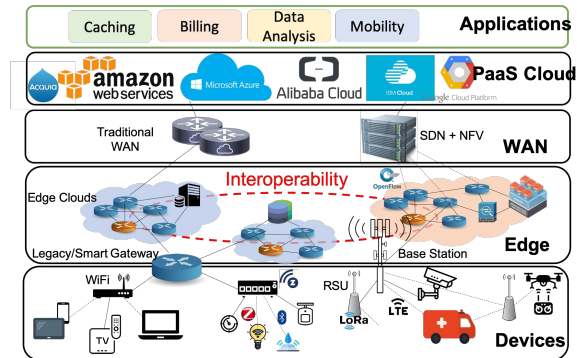 Applications
Caching
Billing
Data
Analysis
Mobility
PaaS Cloud
ACQUIA
amazon
webservices
Microsoft Azure
Alibaba Cloud
IBM Cloud
Google Cloud Platform
Traditional
WAN
SDN + NFV
WAN
Interoperability
OpenFlow
Edge Clouds
Legacy/Smart Gateway
Base Station
Edge
WiFi
RSU
LoRa
LTE
TV
Z
Devices